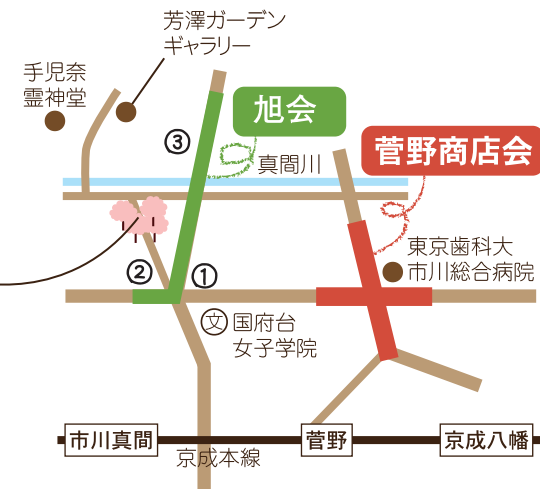 芳澤ガーデン
ギャラリー
手児奈
霊神堂
旭会
③
真間川
菅野商店会
東京歯科大
市川総合病院
②
①
文
国府台
女子学院
市川真間
菅野
京成八幡
京成本線